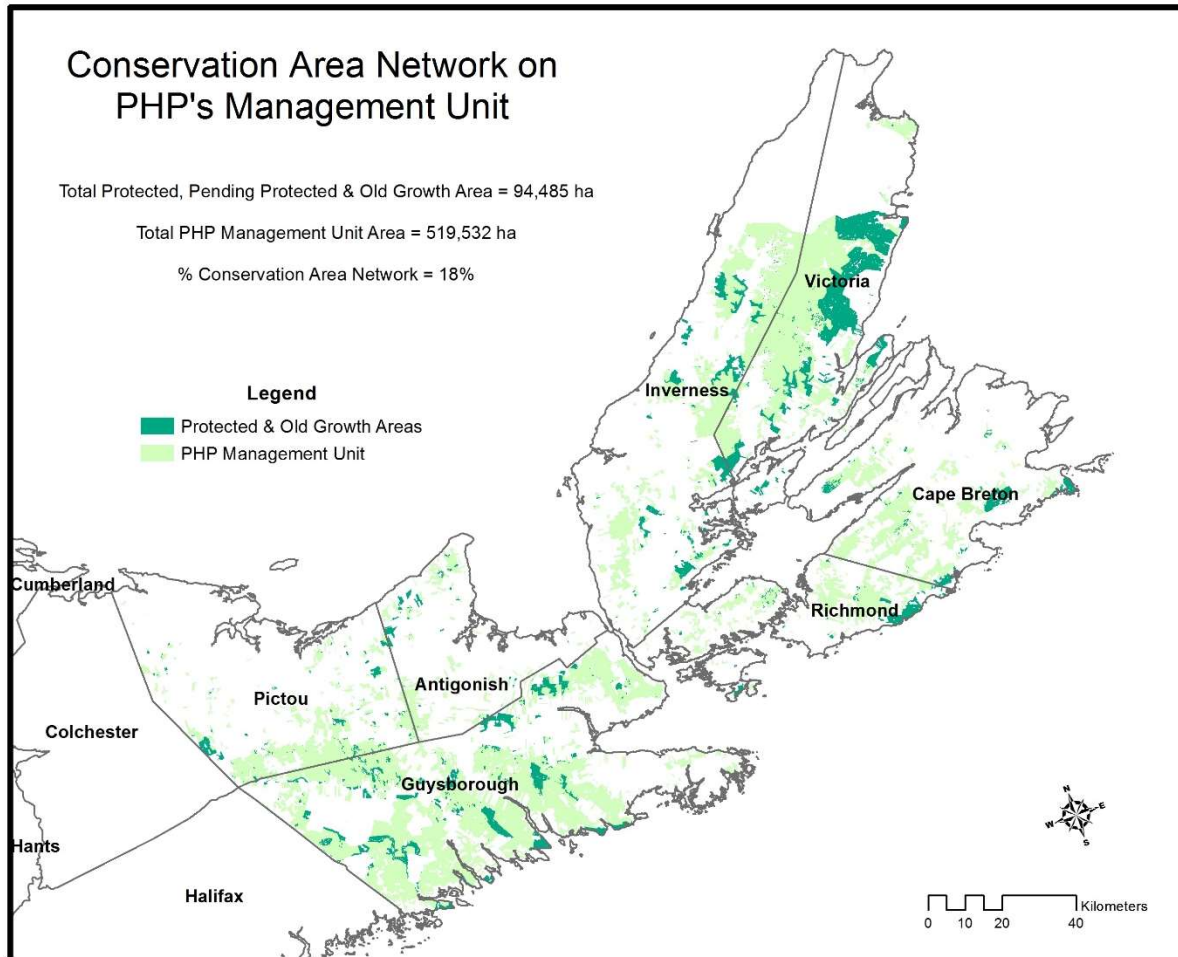 Conservation Area Network on
PHP's Management Unit
Total Protected, Pending Protected & Old Growth Area = 94,485 ha
Total PHP Management Unit Area = 519,532 ha
% Conservation Area Network = 18%
Legend
Protected & Old Growth Areas
PHP Management Unit
Victoria
Inverness
Cape Breton
Richmond
Cumberland
Pictou
Antigonish
Colchester
Guysborough
Hants
Halifax
N
E
W
S
Kilometers
0 5 10 20 40